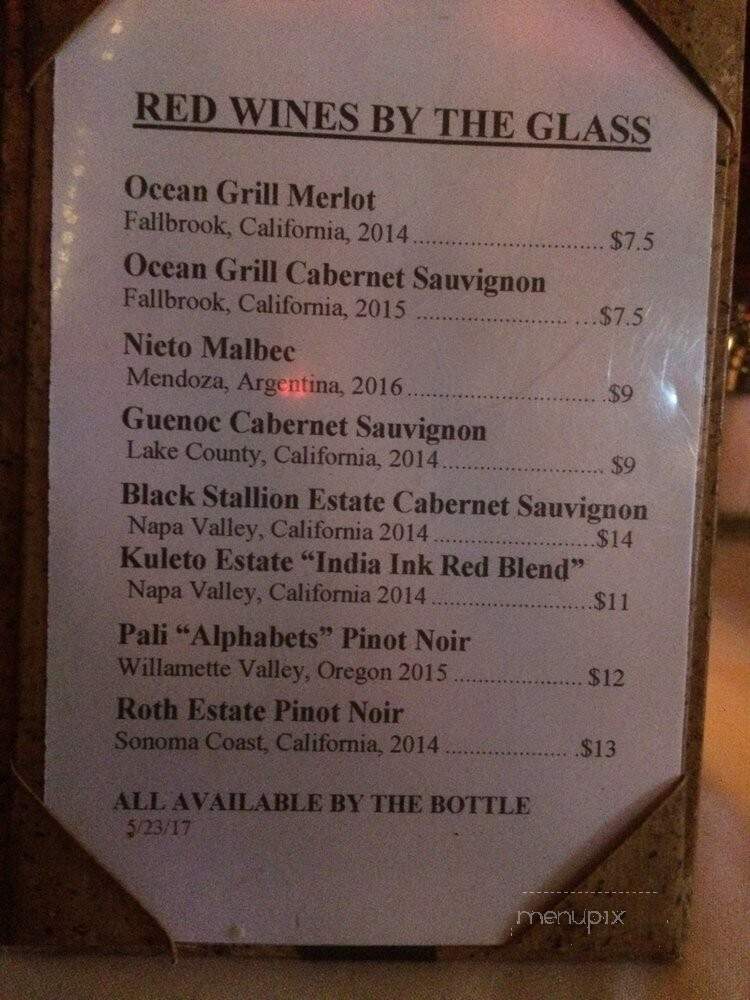 RED WINES BY THE GLASS
Ocean Grill Merlot
Fallbrook, California, 2014.............................. $7.5
Ocean Grill Cabernet Sauvignon
Fallbrook, California, 2015 ........................ ...$7.5
Nieto Malbec
Mendoza, Argentina, 2016.............................. .$9
Guenoc Cabernet Sauvignon
Lake County, California, 2014......................... $9
Black Stallion Estate Cabernet Sauvignon
Napa Valley, California 2014..........................$14
Kuleto Estate “India Ink Red Blend”
Napa Valley, California 2014..........................$11
Pali “Alphabets” Pinot Noir
Willamette Valley, Oregon 2015 .................... $12
Roth Estate Pinot Noir
Sonoma Coast, California, 2014 ................... .$13
ALL AVAILABLE BY THE BOTTLE
5/23/17
menupix